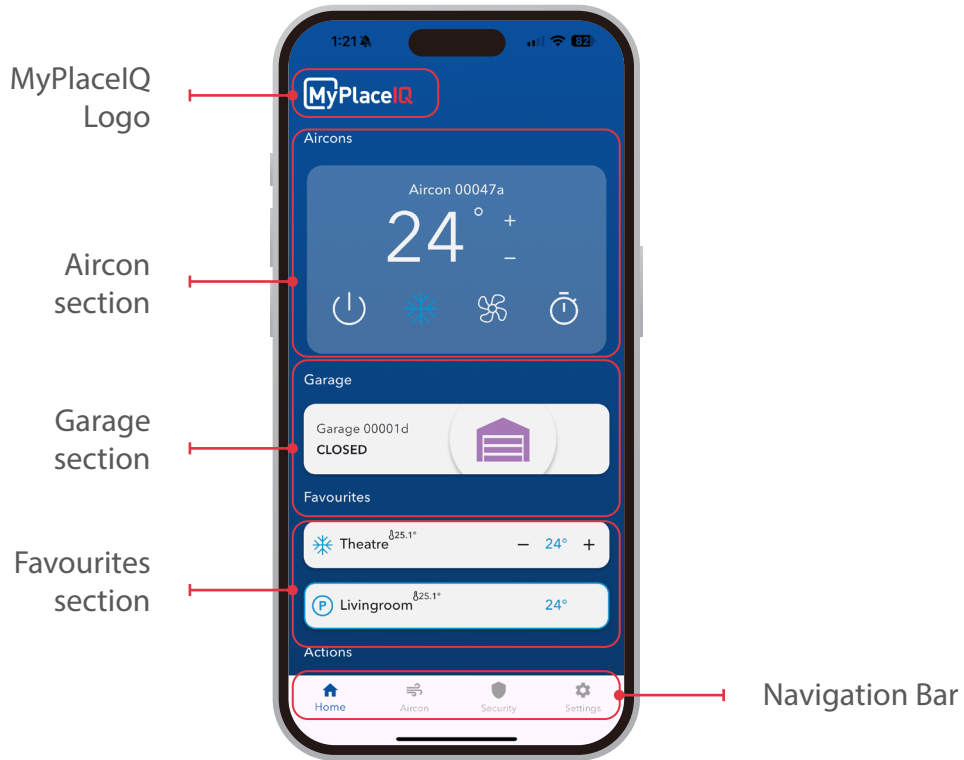 1:21 82
MyPlaceIQ
MyPlaceIQ
Logo
Aircons
Aircon 00047a
24° +
−
Aircon
section
Garage
Garage 00001d
CLOSED
Garage
section
Favourites
Theatre 25.1° − 24° +
Favourites
section
P Livingroom 25.1° 24°
Actions
Home Aircon Security Settings
Navigation Bar